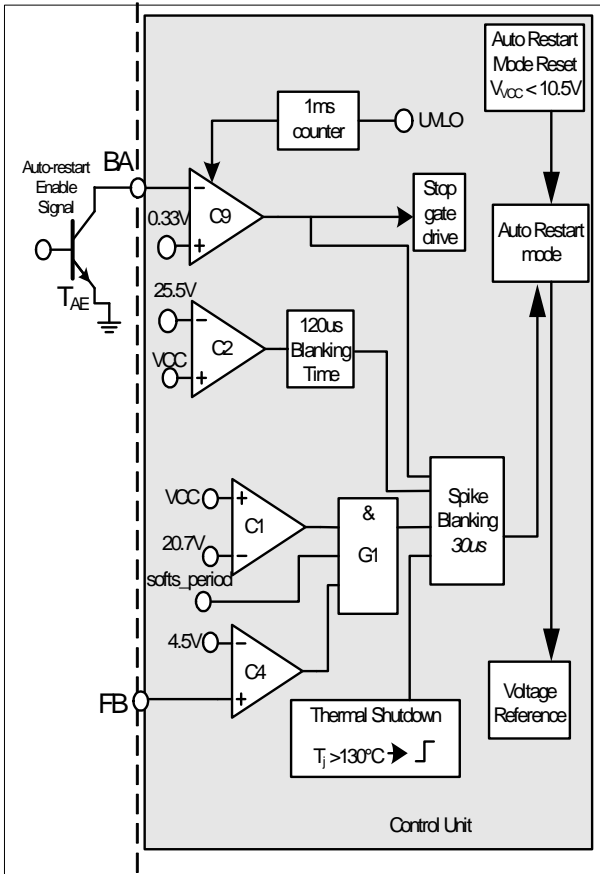 Auto Restart
Mode Reset
VVCC < 10.5V
1ms
counter
UVLO
BA
Auto-restart
Enable
Signal
−
C9
0.33V
+
Stop
gate
drive
Auto Restart
mode
TAE
25.5V
−
C2
VCC
+
120us
Blanking
Time
VCC
+
C1
20.7V
−
softs_period
&
G1
Spike
Blanking
30us
4.5V
−
C4
FB
+
Thermal Shutdown
Tj >130°C
Voltage
Reference
Control Unit